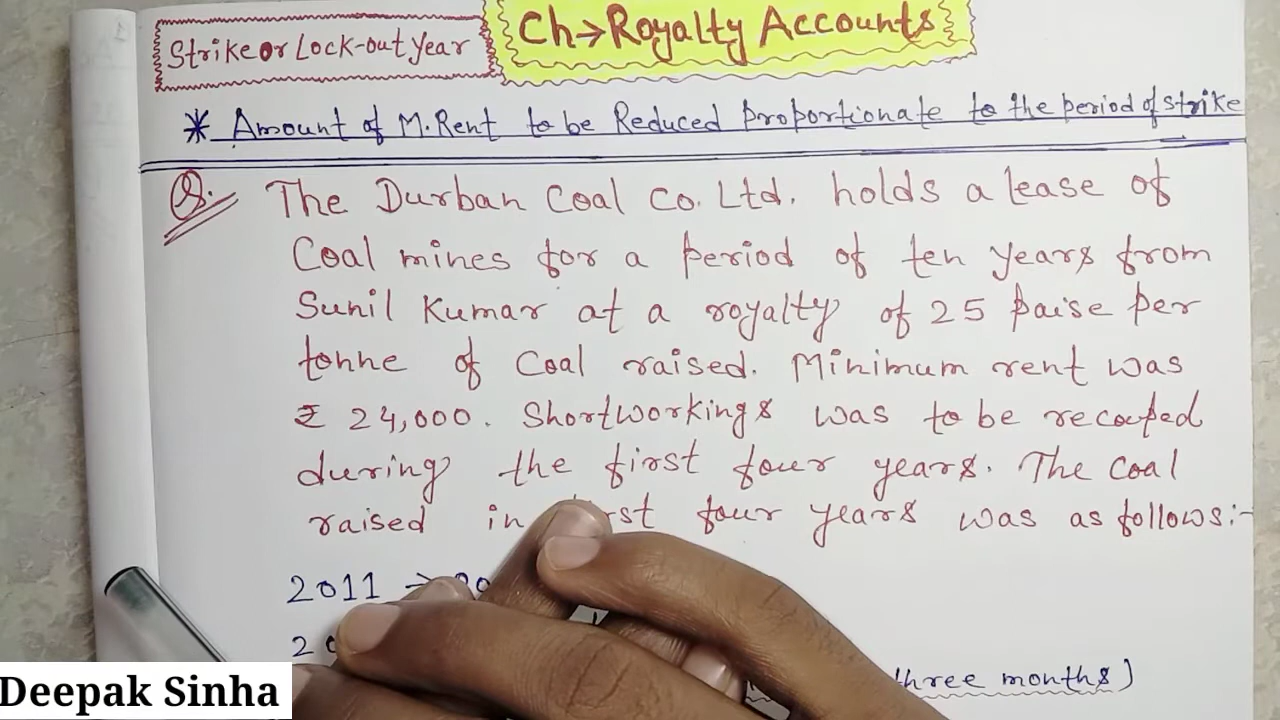 Strike or Lock-out Year
Ch→Royalty Accounts
* Amount of M.Rent to be Reduced Proportionate to the period of strike
Q. The Durban Coal Co. Ltd. holds a lease of
Coal mines for a period of ten years from
Sunil Kumar at a royalty of 25 paise per
tonne of Coal raised. Minimum rent was
₹ 24,000. Shortworkings was to be recouped
during the first four years. The Coal
raised in four years was as follows:-
2011 →
three months)
Deepak Sinha